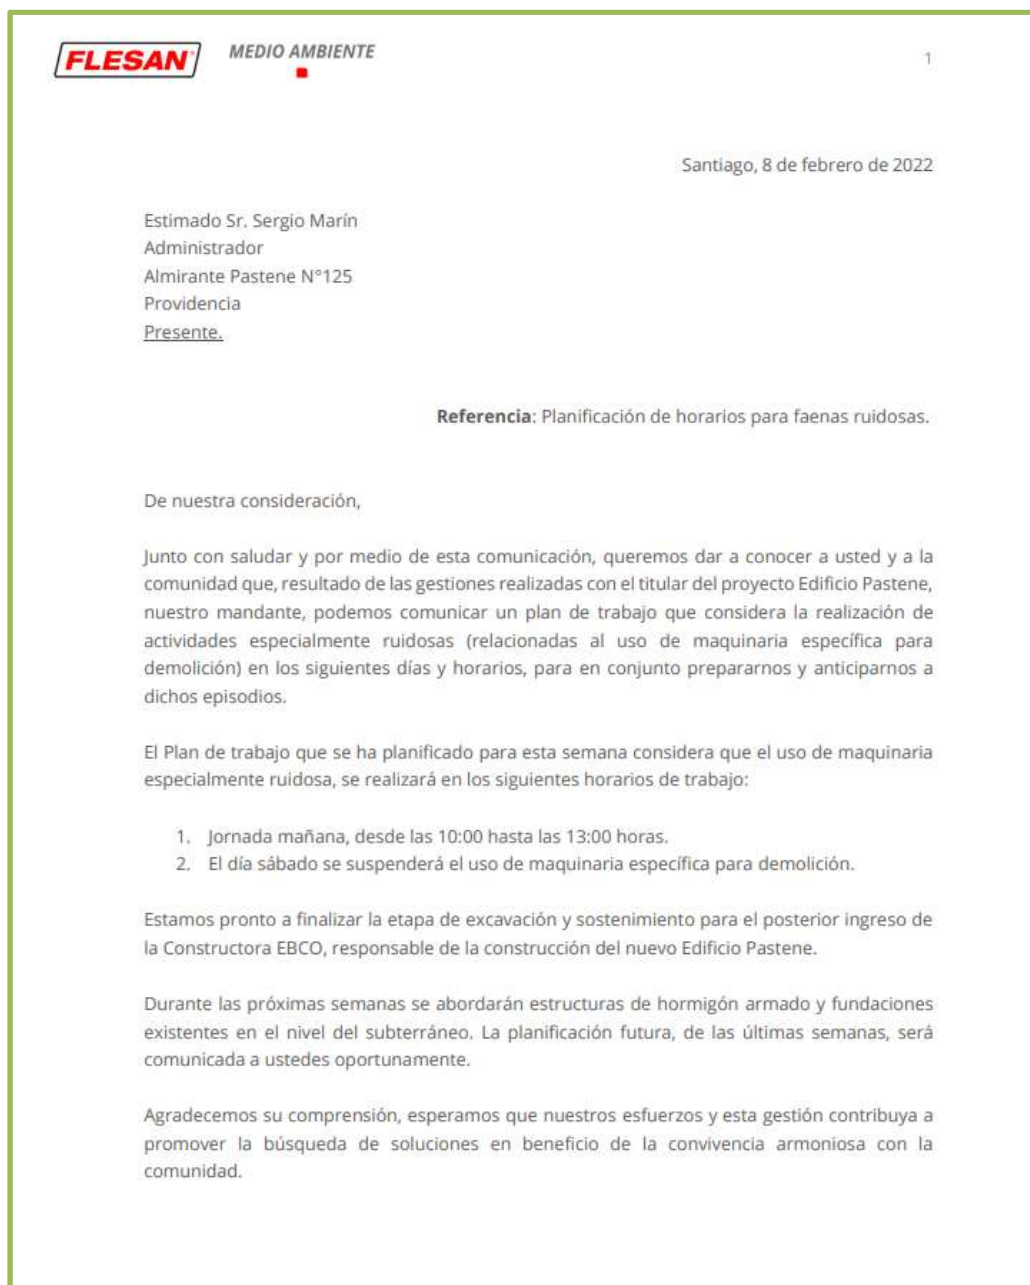 FLESAN
MEDIO AMBIENTE
1
Santiago, 8 de febrero de 2022
Estimado Sr. Sergio Marín
Administrador
Almirante Pastene N°125
Providencia
Presente.
Referencia: Planificación de horarios para faenas ruidosas.
De nuestra consideración,
Junto con saludar y por medio de esta comunicación, queremos dar a conocer a usted y a la
comunidad que, resultado de las gestiones realizadas con el titular del proyecto Edificio Pastene,
nuestro mandante, podemos comunicar un plan de trabajo que considera la realización de
actividades especialmente ruidosas (relacionadas al uso de maquinaria específica para
demolición) en los siguientes días y horarios, para en conjunto prepararnos y anticiparnos a
dichos episodios.
El Plan de trabajo que se ha planificado para esta semana considera que el uso de maquinaria
especialmente ruidosa, se realizará en los siguientes horarios de trabajo:
1. Jornada mañana, desde las 10:00 hasta las 13:00 horas.
2. El día sábado se suspenderá el uso de maquinaria específica para demolición.
Estamos pronto a finalizar la etapa de excavación y sostenimiento para el posterior ingreso de
la Constructora EBCO, responsable de la construcción del nuevo Edificio Pastene.
Durante las próximas semanas se abordarán estructuras de hormigón armado y fundaciones
existentes en el nivel del subterráneo. La planificación futura, de las últimas semanas, será
comunicada a ustedes oportunamente.
Agradecemos su comprensión, esperamos que nuestros esfuerzos y esta gestión contribuya a
promover la búsqueda de soluciones en beneficio de la convivencia armoniosa con la
comunidad.